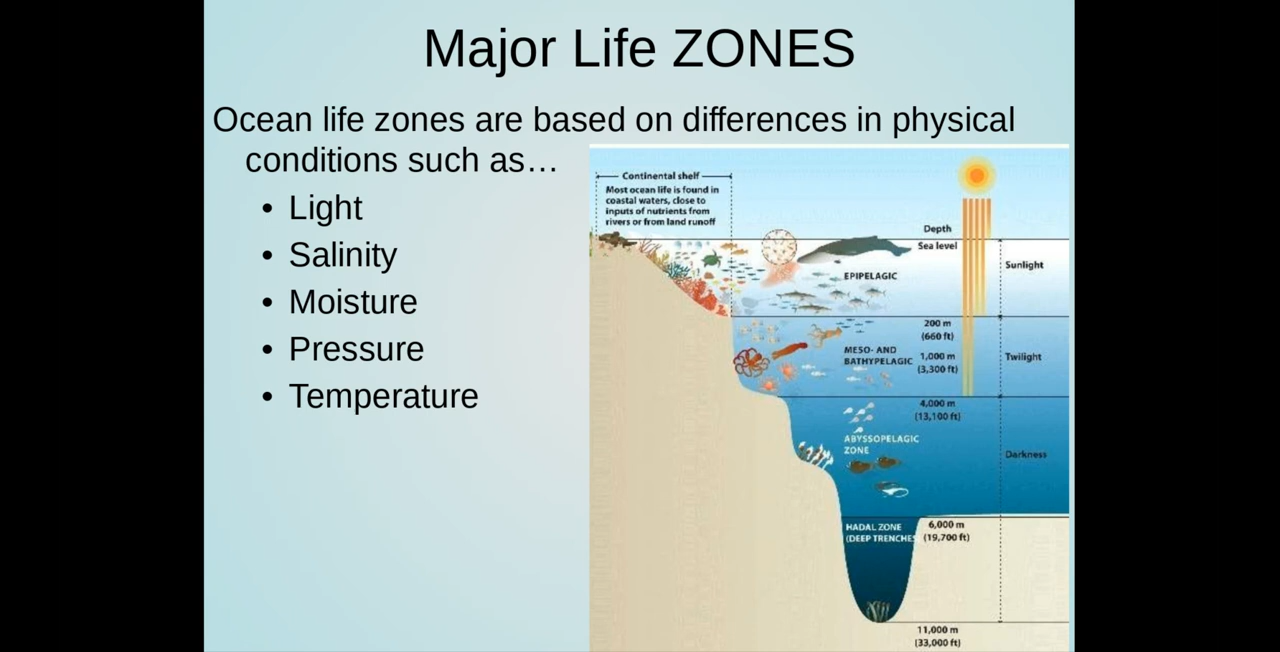 Major Life ZONES
Ocean life zones are based on differences in physical
conditions such as…
• Light
• Salinity
• Moisture
• Pressure
• Temperature
Continental shelf
Most ocean life is found in
coastal waters, close to
inputs of nutrients from
rivers or from land runoff
Depth
Sea level
Sunlight
EPIPELAGIC
200 m
(660 ft)
MESO- AND
BATHYPELAGIC
1,000 m
(3,300 ft)
Twilight
4,000 m
(13,100 ft)
ABYSSOPELAGIC
ZONE
Darkness
HADAL ZONE
(DEEP TRENCHES
6,000 m
(19,700 ft)
11,000 m
(33,000 ft)